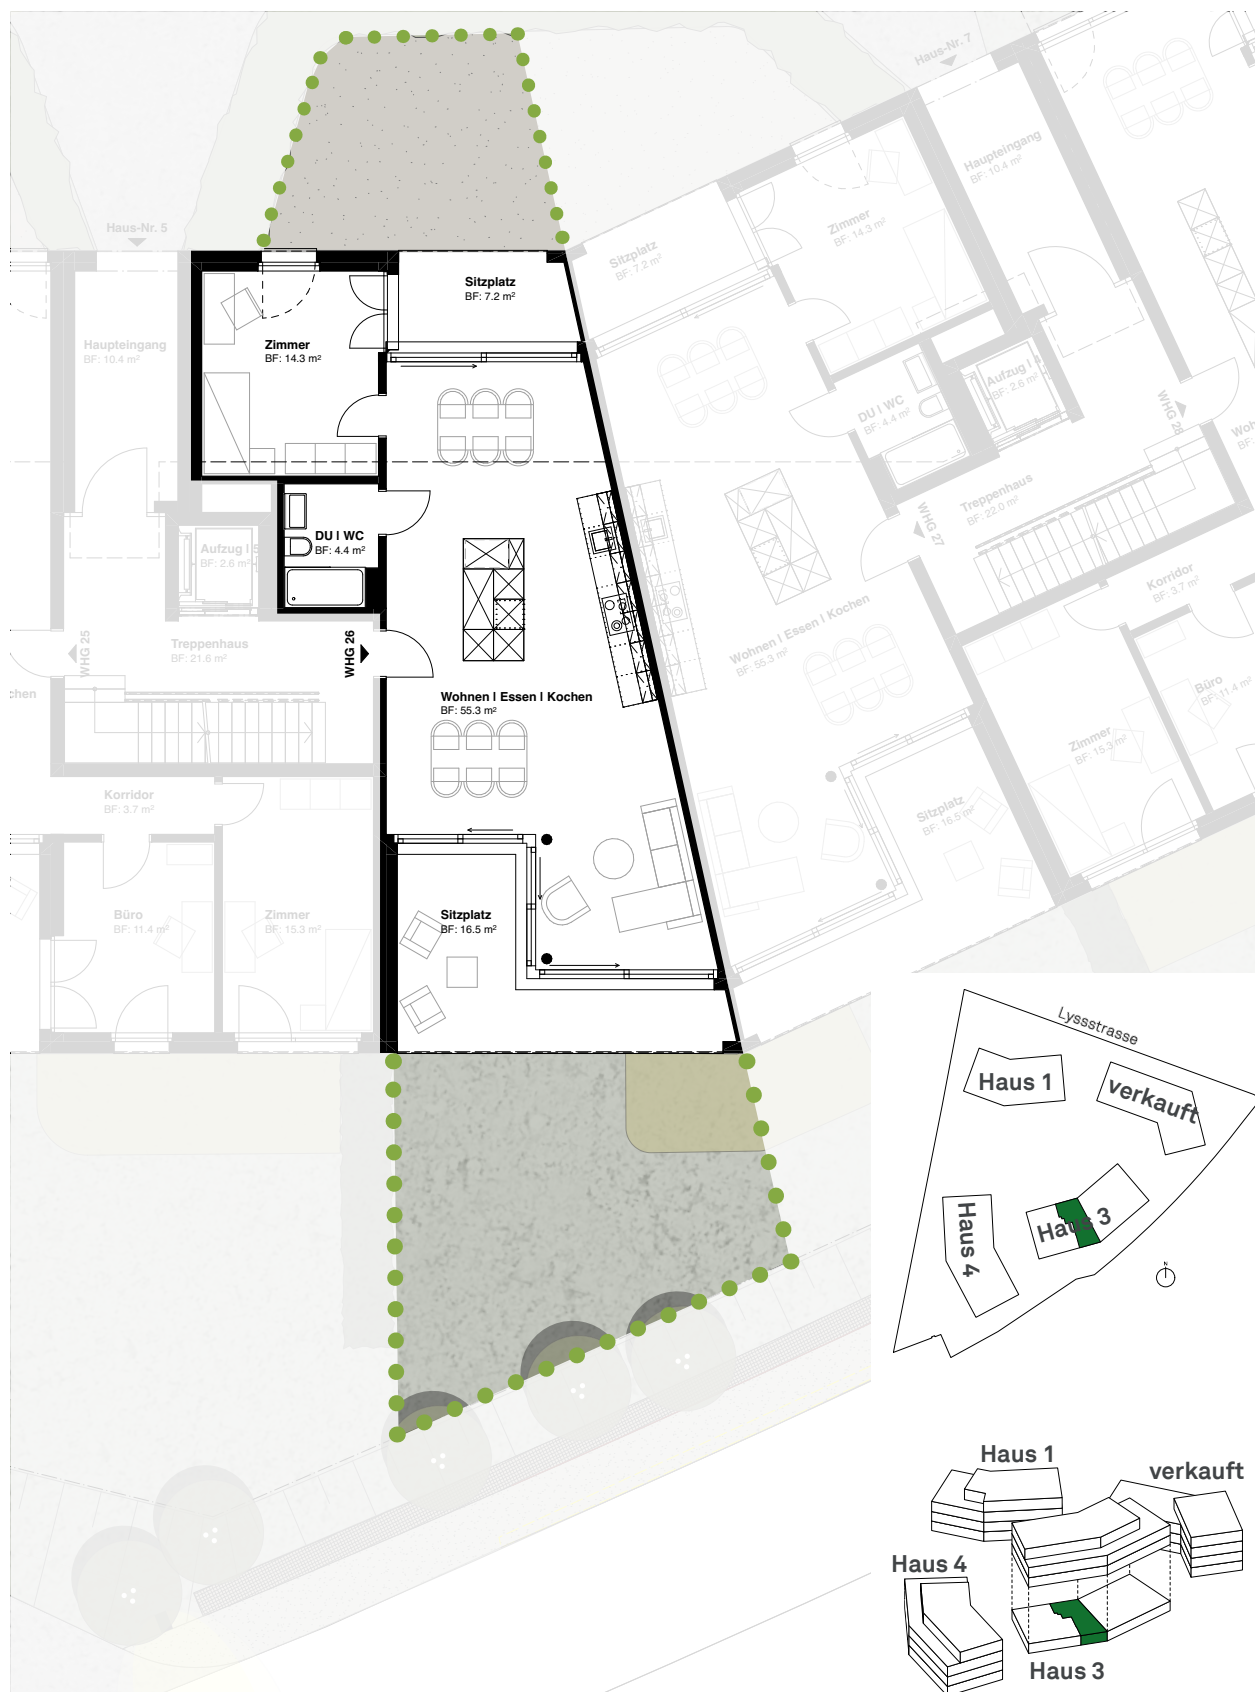 Haus-Nr. 7
Haupteingang
BF: 10.4 m²
Zimmer
BF: 14.3 m²
Sitzplatz
BF: 7.2 m²
Haus-Nr. 5
Sitzplatz
BF: 7.2 m²
Haupteingang
BF: 10.4 m²
Zimmer
BF: 14.3 m²
Aufzug |
BF: 2.6 m²
DU | WC
BF: 4.4 m²
WHG 28
Treppenhaus
BF: 22.0 m²
WHG 27
Korridor
BF: 3.7 m²
DU | WC
BF: 4.4 m²
Aufzug | 5
BF: 2.6 m²
WHG 25
Treppenhaus
BF: 21.6 m²
WHG 26
Wohnen | Essen | Kochen
BF: 55.3 m²
Wohnen | Essen | Kochen
BF: 55.3 m²
Büro
BF: 11.4 m²
Zimmer
BF: 15.3 m²
Korridor
BF: 3.7 m²
Sitzplatz
BF: 16.5 m²
Büro
BF: 11.4 m²
Zimmer
BF: 15.3 m²
Sitzplatz
BF: 16.5 m²
Lyssstrasse
Haus 1
verkauft
Haus 4
Haus 3
N
Haus 1
verkauft
Haus 4
Haus 3